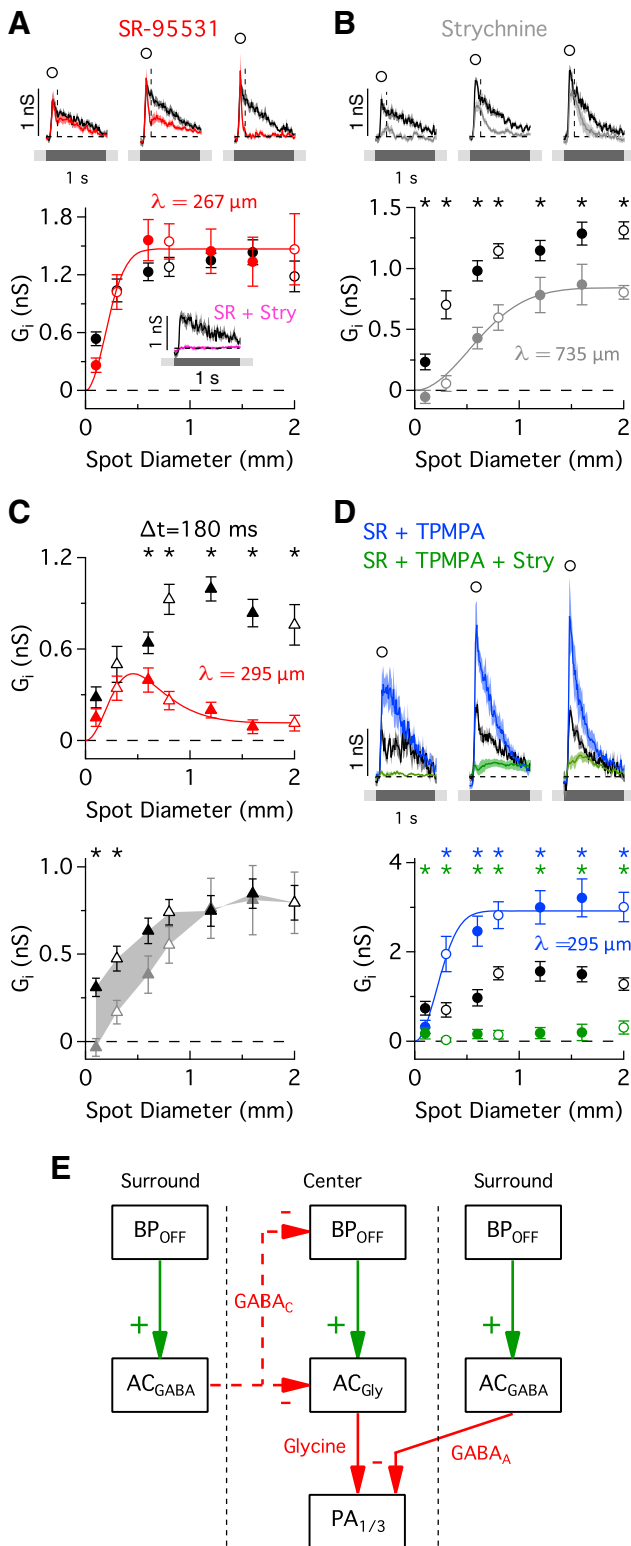 A
SR-95531
1 nS
1 s
λ = 267 µm
1.8
1.2
0.6
0
Gi (nS)
SR + Stry
1 nS
1 s
0 1 2
Spot Diameter (mm)
B
Strychnine
1 nS
1 s
* * * * * * *
1.5
1.0
0.5
0
Gi (nS)
λ = 735 µm
0 1 2
Spot Diameter (mm)
C
Δt=180 ms
* * * * *
1.2
0.6
0
Gi (nS)
λ = 295 µm
0 1 2
Spot Diameter (mm)
* *
1.0
0.5
0
Gi (nS)
0 1 2
Spot Diameter (mm)
D
SR + TPMPA
SR + TPMPA + Stry
1 nS
1 s
* * * * * *
* * * * * * *
4
2
0
Gi (nS)
λ=295 µm
0 1 2
Spot Diameter (mm)
E
Surround Center Surround
BPOFF BPOFF BPOFF
-
GABAC
+ + +
ACGABA ACGly ACGABA
-
Glycine - GABAA
PA1/3